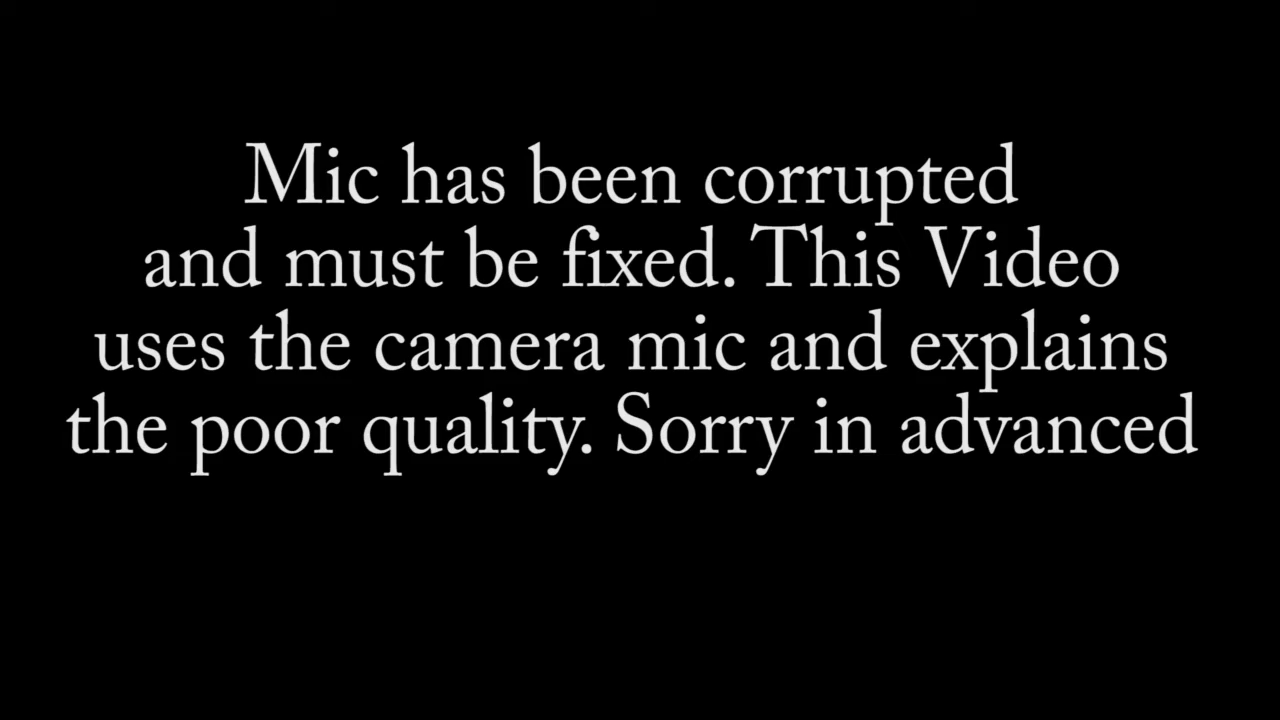 Mic has been corrupted
and must be fixed. This Video
uses the camera mic and explains
the poor quality. Sorry in advanced